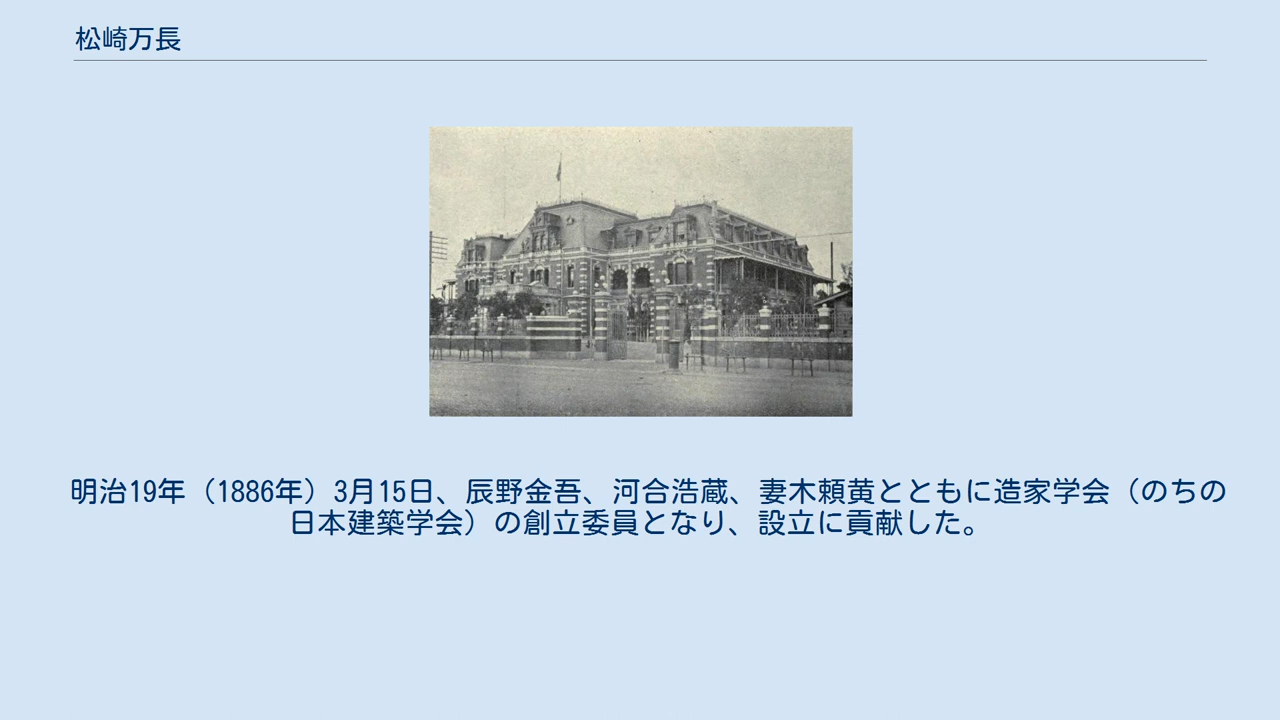 松崎万長
明治19年（1886年）3月15日、辰野金吾、河合浩蔵、妻木頼黄とともに造家学会（のちの
日本建築学会）の創立委員となり、設立に貢献した。